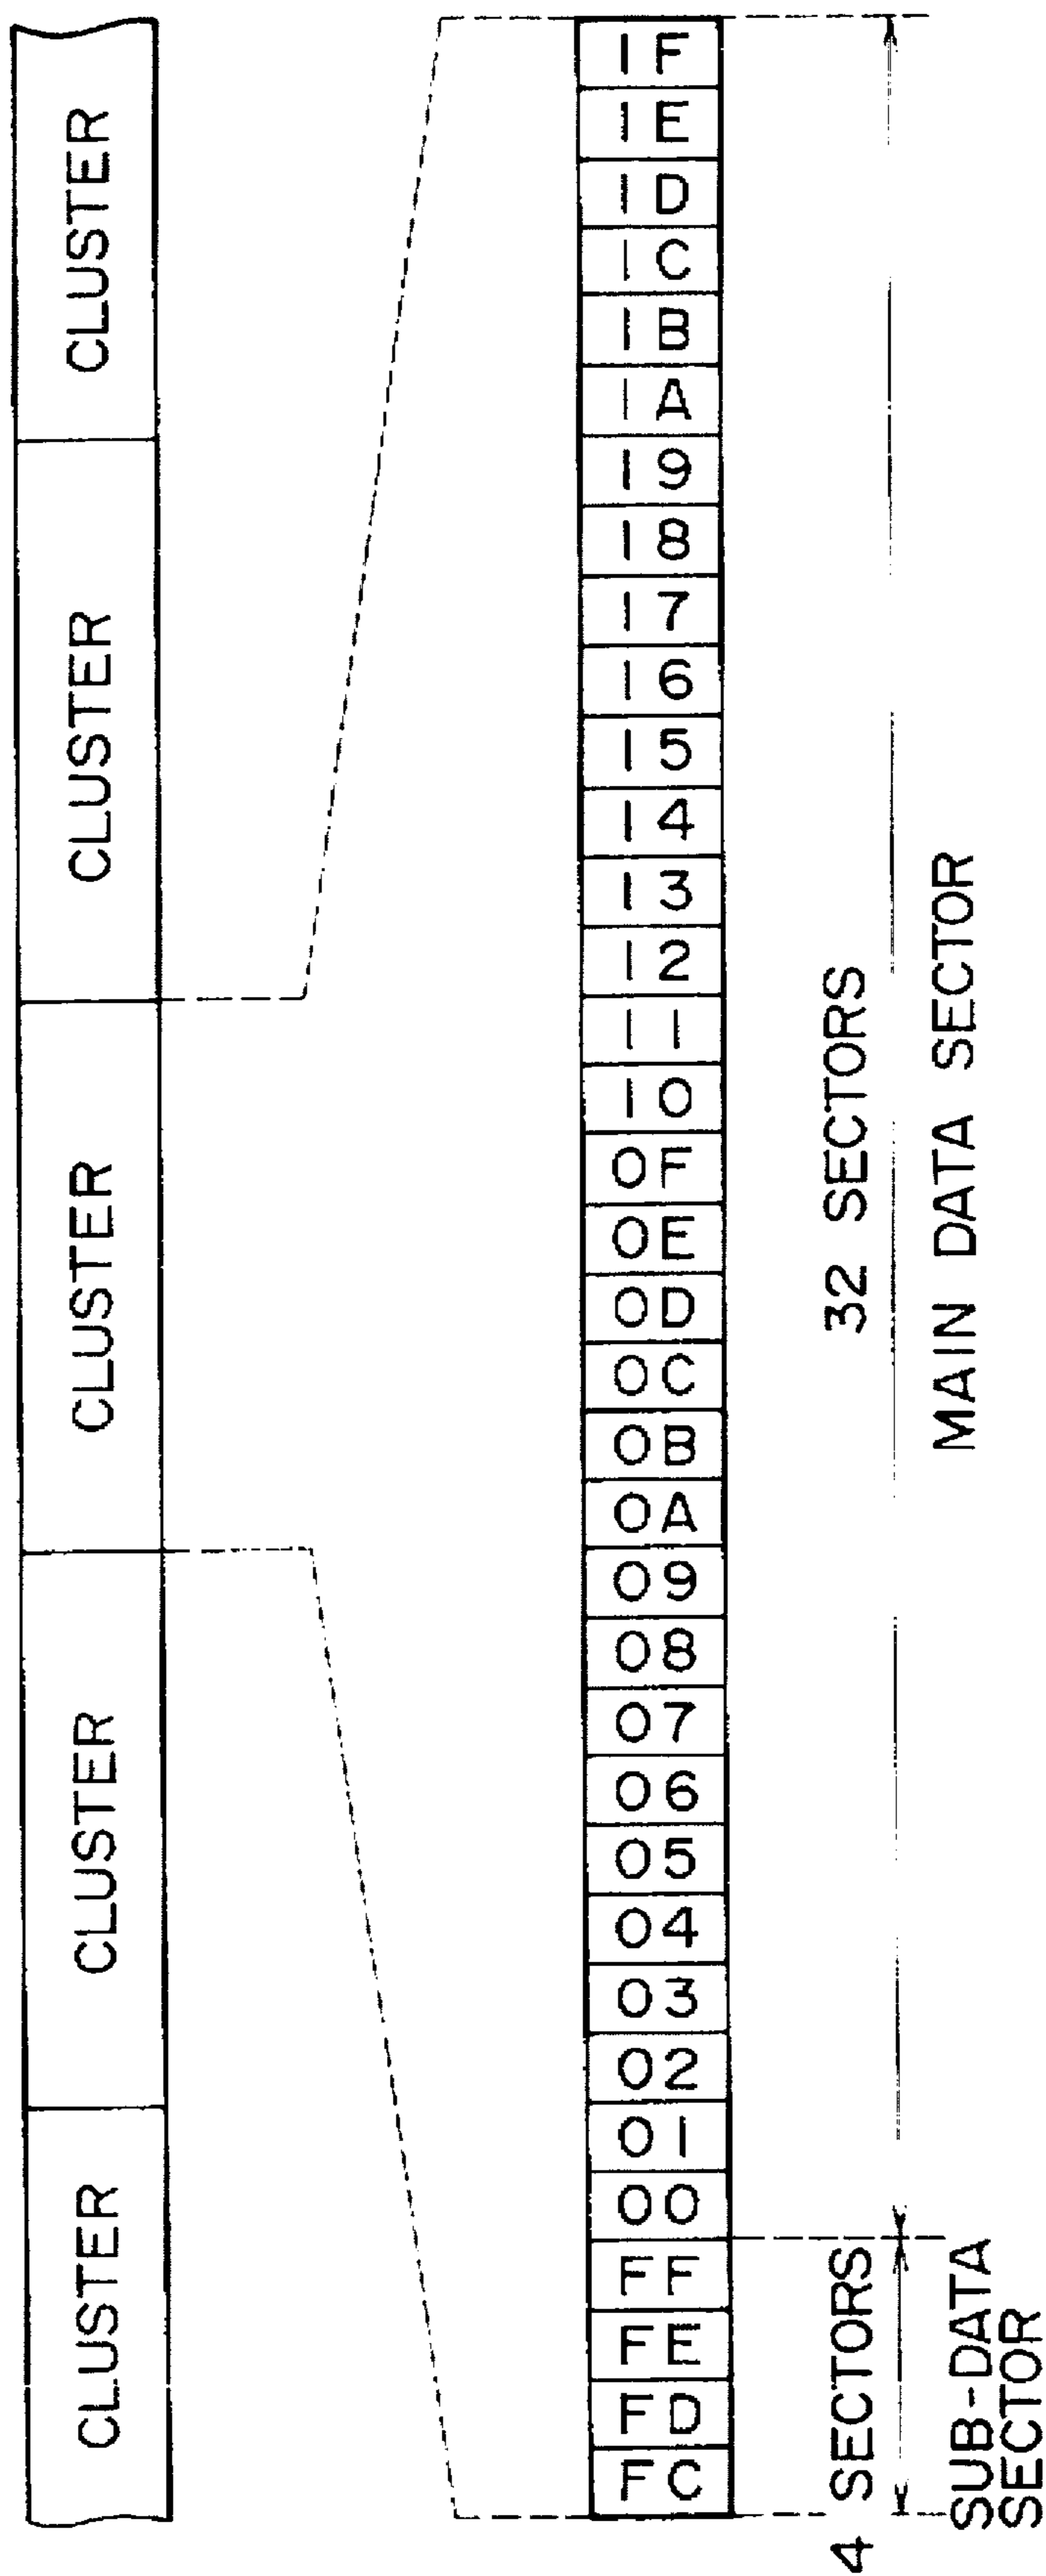 CLUSTER CLUSTER CLUSTER CLUSTER CLUSTER
FC FD FE FF 00 01 02 03 04 05 06 07 08 09 0A 0B 0C 0D 0E 0F 10 11 12 13 14 15 16 17 18 19 1A 1B 1C 1D 1E 1F
4 SECTORS 32 SECTORS
SUB-DATA MAIN DATA SECTOR
SECTOR